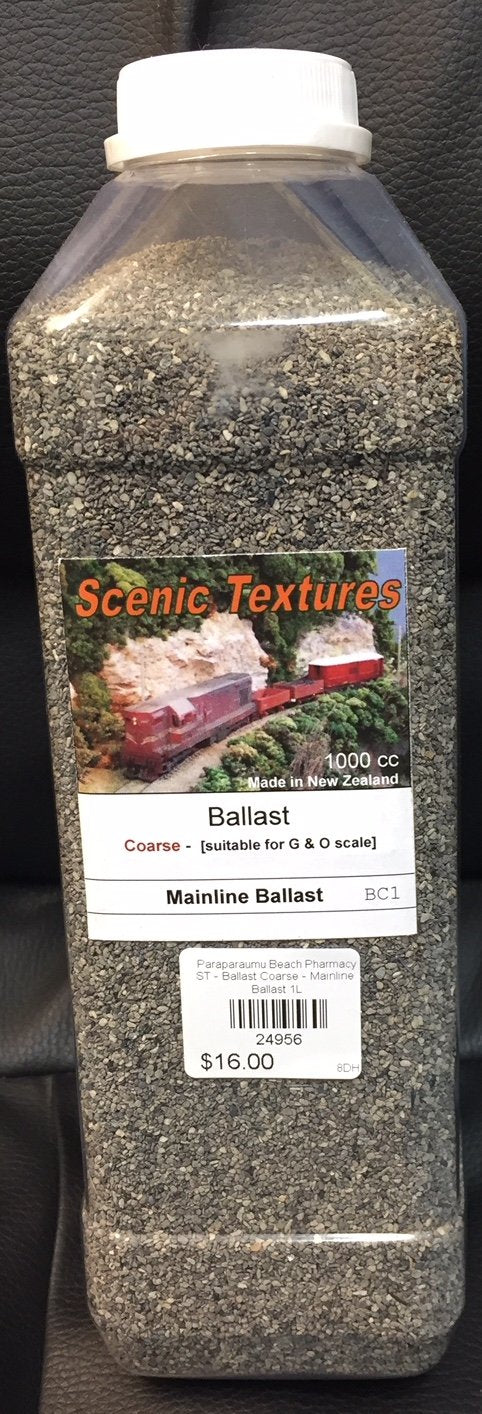 Scenic Textures
1000 cc
Made in New Zealand
Ballast
Coarse - [suitable for G & O scale]
Mainline Ballast BC1
Paraparaumu Beach Pharmacy
ST - Ballast Coarse - Mainline
Ballast 1L
24956
$16.00 8DH